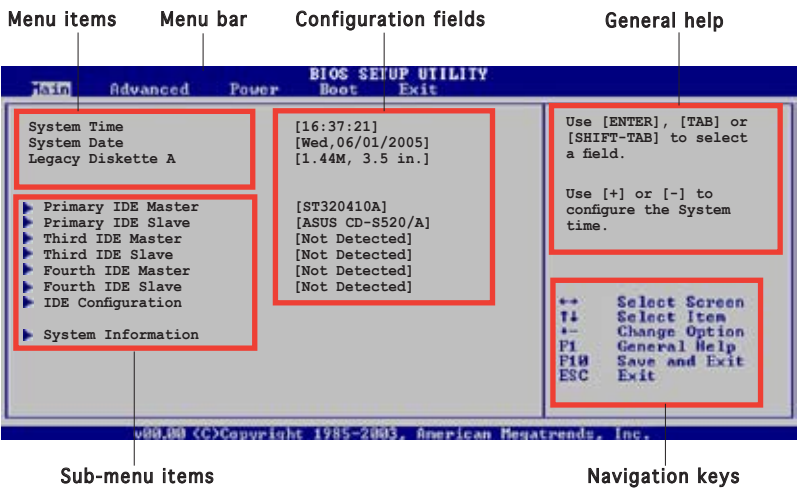 Menu items Menu bar Configuration fields General help
BIOS SETUP UTILITY
Main Advanced Power Boot Exit
System Time [16:37:21]
System Date [Wed,06/01/2005]
Legacy Diskette A [1.44M, 3.5 in.]
Primary IDE Master [ST320410A]
Primary IDE Slave [ASUS CD-S520/A]
Third IDE Master [Not Detected]
Third IDE Slave [Not Detected]
Fourth IDE Master [Not Detected]
Fourth IDE Slave [Not Detected]
IDE Configuration
System Information
Use [ENTER], [TAB] or
[SHIFT-TAB] to select
a field.
Use [+] or [-] to
configure the System
time.
←→ Select Screen
↑↓ Select Item
+- Change Option
F1 General Help
F10 Save and Exit
ESC Exit
v00.00 (C)Copyright 1985-2003, American Megatrends, Inc.
Sub-menu items Navigation keys